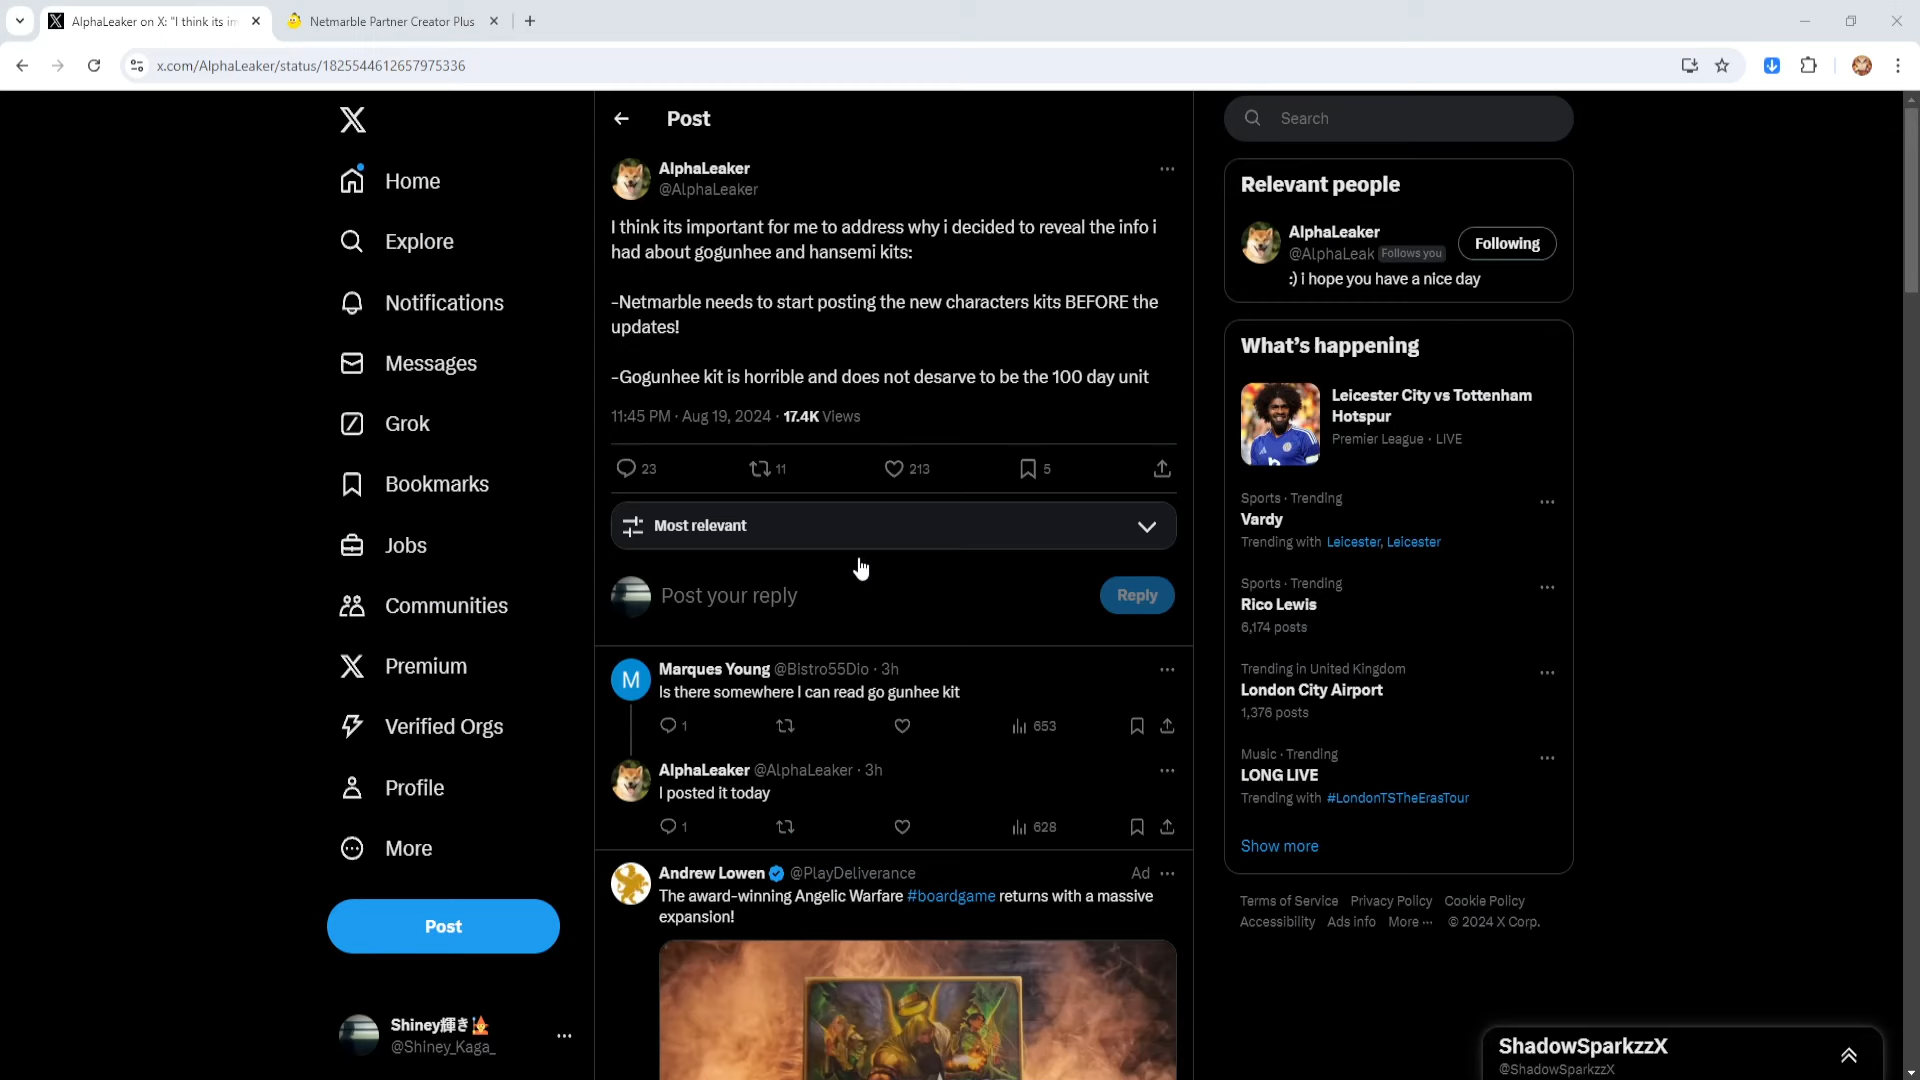 AlphaLeaker on X: "I think its im
Netmarble Partner Creator Plus
x.com/AlphaLeaker/status/1825544612657975336
Home
Explore
Notifications
Messages
Grok
Bookmarks
Jobs
Communities
Premium
Verified Orgs
Profile
More
Post
Shiney輝き
@Shiney_Kaga_
Post
AlphaLeaker
@AlphaLeaker
I think its important for me to address why i decided to reveal the info i
had about gogunhee and hansemi kits:
-Netmarble needs to start posting the new characters kits BEFORE the
updates!
-Gogunhee kit is horrible and does not desarve to be the 100 day unit
11:45 PM · Aug 19, 2024 · 17.4K Views
23
11
213
5
Most relevant
Post your reply
Reply
Marques Young @Bistro55Dio · 3h
Is there somewhere I can read go gunhee kit
1
653
AlphaLeaker @AlphaLeaker · 3h
I posted it today
1
628
Andrew Lowen @PlayDeliverance
Ad
The award-winning Angelic Warfare #boardgame returns with a massive
expansion!
Search
Relevant people
AlphaLeaker
@AlphaLeak Follows you
Following
:) i hope you have a nice day
What's happening
Leicester City vs Tottenham
Hotspur
Premier League · LIVE
Sports · Trending
Vardy
Trending with Leicester, Leicester
Sports · Trending
Rico Lewis
6,174 posts
Trending in United Kingdom
London City Airport
1,376 posts
Music · Trending
LONG LIVE
Trending with #LondonTSTheErasTour
Show more
Terms of Service Privacy Policy Cookie Policy
Accessibility Ads info More ··· © 2024 X Corp.
ShadowSparkzzX
@ShadowSparkzzX